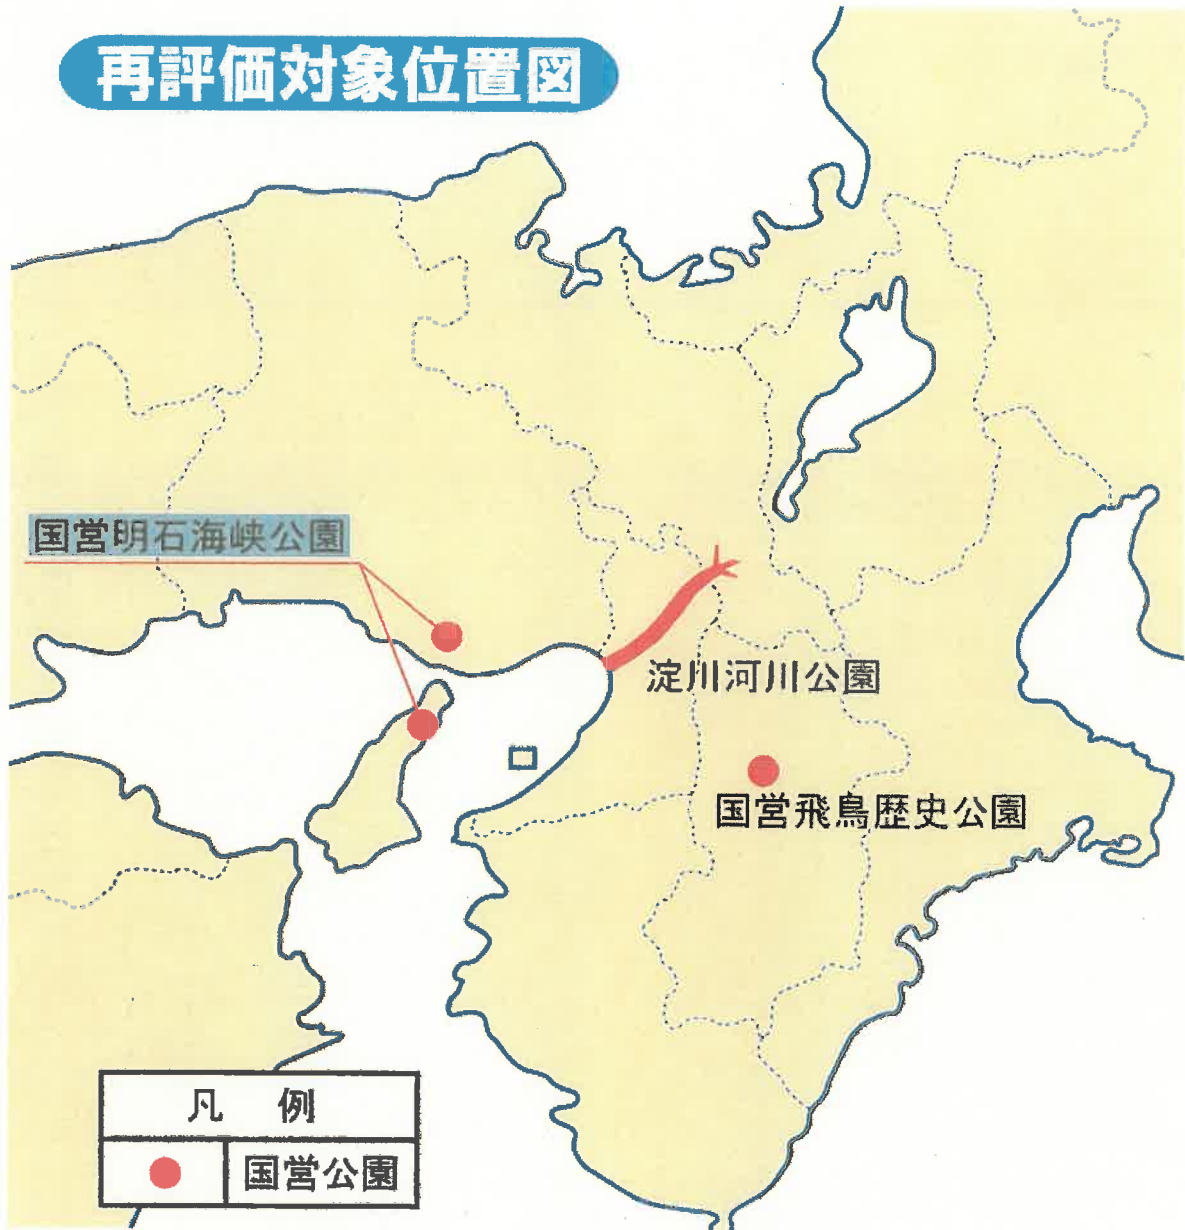 再評価対象位置図
国営明石海峡公園
淀川河川公園
国営飛鳥歴史公園
凡 例
国営公園